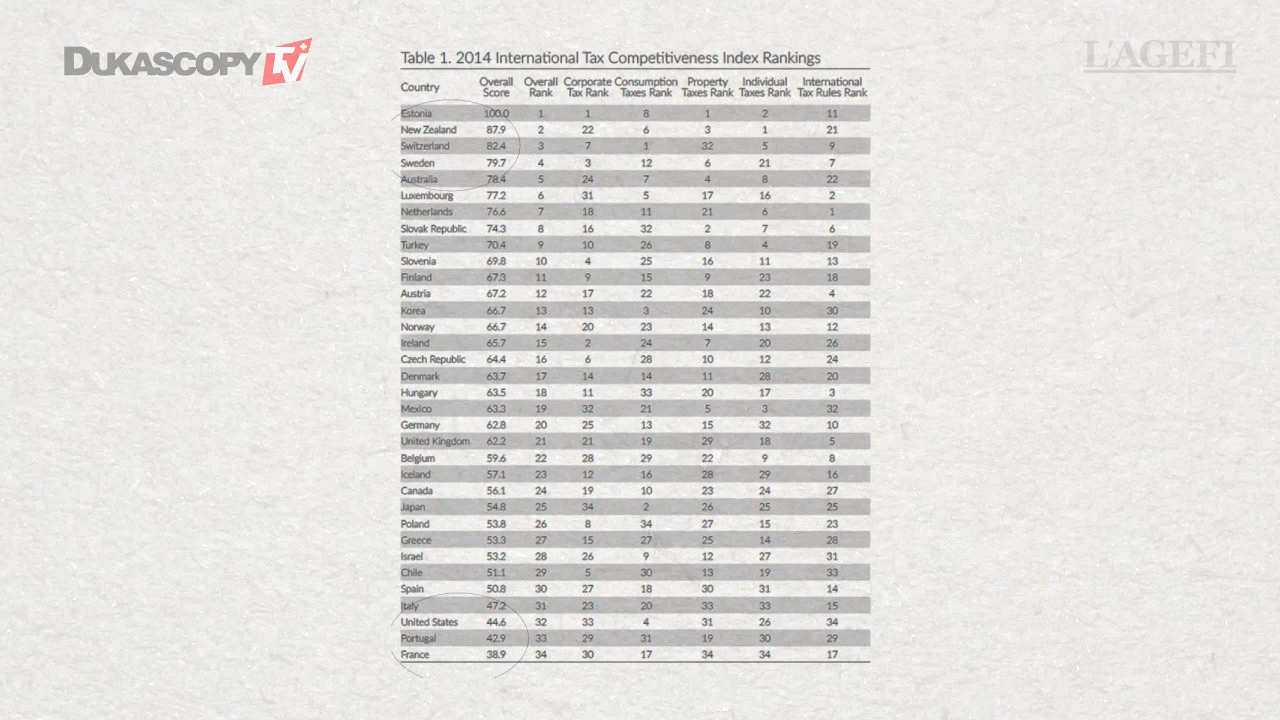 DUKASCOPY TV+
L'AGEFI
Table 1. 2014 International Tax Competitiveness Index Rankings
Country Overall Score Overall Rank Corporate Tax Rank Consumption Taxes Rank Property Taxes Rank Individual Taxes Rank International Tax Rules Rank
Estonia 100.0 1 1 8 1 2 11
New Zealand 87.9 2 22 6 3 1 21
Switzerland 82.4 3 7 1 32 5 9
Sweden 79.7 4 3 12 6 21 7
Australia 78.4 5 24 7 4 8 22
Luxembourg 77.2 6 31 5 17 16 2
Netherlands 76.6 7 18 11 21 6 1
Slovak Republic 74.3 8 16 32 2 7 6
Turkey 70.4 9 10 26 8 4 19
Slovenia 69.8 10 4 25 16 11 13
Finland 67.3 11 9 15 9 23 18
Austria 67.2 12 17 22 18 22 4
Korea 66.7 13 13 3 24 10 30
Norway 66.7 14 20 23 14 13 12
Ireland 65.7 15 2 24 7 20 26
Czech Republic 64.4 16 6 28 10 12 24
Denmark 63.7 17 14 14 11 28 20
Hungary 63.5 18 11 33 20 17 3
Mexico 63.3 19 32 21 5 3 32
Germany 62.8 20 25 13 15 32 10
United Kingdom 62.2 21 21 19 29 18 5
Belgium 59.6 22 28 29 22 9 8
Iceland 57.1 23 12 16 28 29 16
Canada 56.1 24 19 10 23 24 27
Japan 54.8 25 34 2 26 25 25
Poland 53.8 26 8 34 27 15 23
Greece 53.3 27 15 27 25 14 28
Israel 53.2 28 26 9 12 27 31
Chile 51.1 29 5 30 13 19 33
Spain 50.8 30 27 18 30 31 14
Italy 47.2 31 23 20 33 33 15
United States 44.6 32 33 4 31 26 34
Portugal 42.9 33 29 31 19 30 29
France 38.9 34 30 17 34 34 17